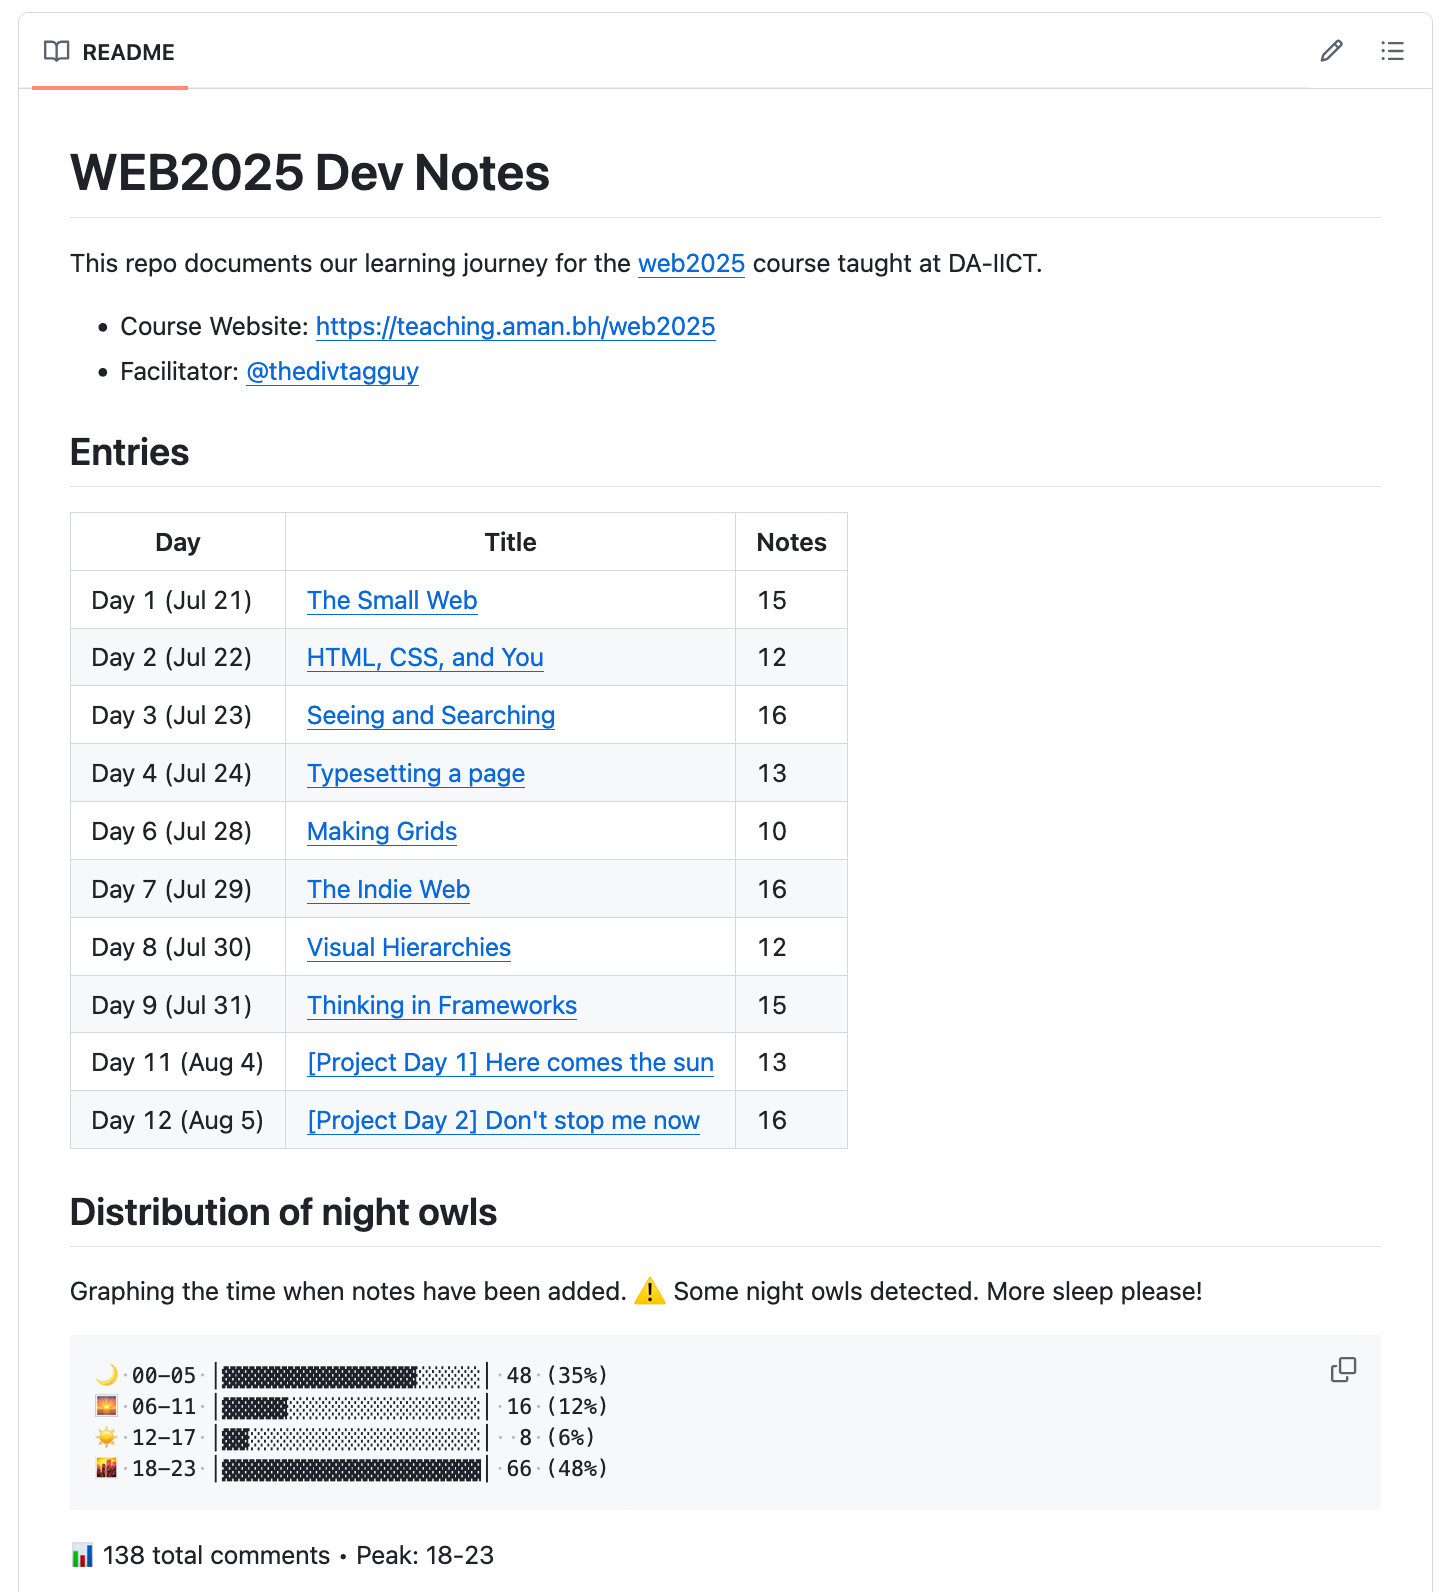 README
WEB2025 Dev Notes
This repo documents our learning journey for the web2025 course taught at DA-IICT.
• Course Website: https://teaching.aman.bh/web2025
• Facilitator: @thedivtagguy
Entries
Day Title Notes
Day 1 (Jul 21) The Small Web 15
Day 2 (Jul 22) HTML, CSS, and You 12
Day 3 (Jul 23) Seeing and Searching 16
Day 4 (Jul 24) Typesetting a page 13
Day 6 (Jul 28) Making Grids 10
Day 7 (Jul 29) The Indie Web 16
Day 8 (Jul 30) Visual Hierarchies 12
Day 9 (Jul 31) Thinking in Frameworks 15
Day 11 (Aug 4) [Project Day 1] Here comes the sun 13
Day 12 (Aug 5) [Project Day 2] Don't stop me now 16
Distribution of night owls
Graphing the time when notes have been added. ⚠️ Some night owls detected. More sleep please!
🌙 00–05 48 (35%)
🌅 06–11 16 (12%)
☀️ 12–17 8 (6%)
🌇 18–23 66 (48%)
📊 138 total comments • Peak: 18-23